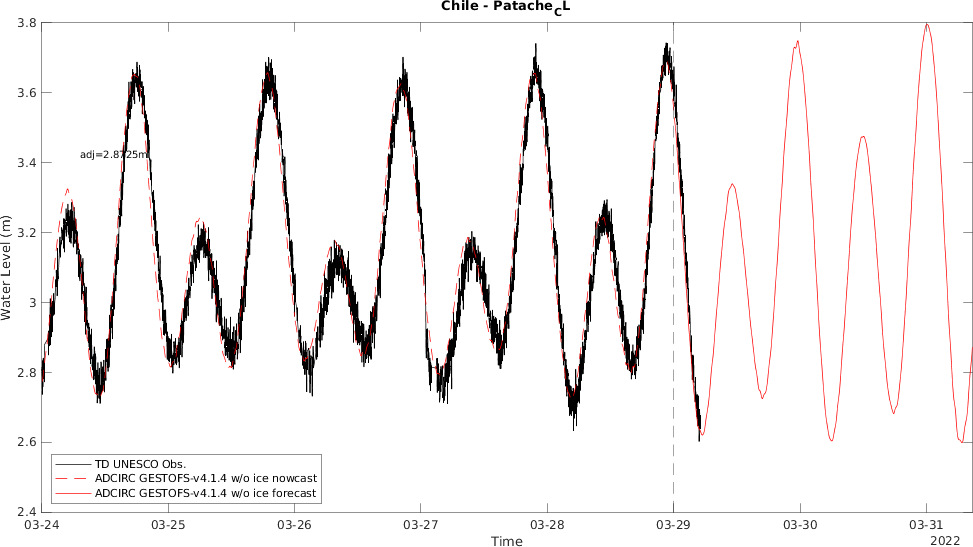 Chile - Patache_CL
3.8
3.6
3.4
3.2
3
2.8
2.6
2.4
Water Level (m)
adj=2.8725m
TD UNESCO Obs.
ADCIRC GESTOFS-v4.1.4 w/o ice nowcast
ADCIRC GESTOFS-v4.1.4 w/o ice forecast
03-24 03-25 03-26 03-27 03-28 03-29 03-30 03-31
Time 2022